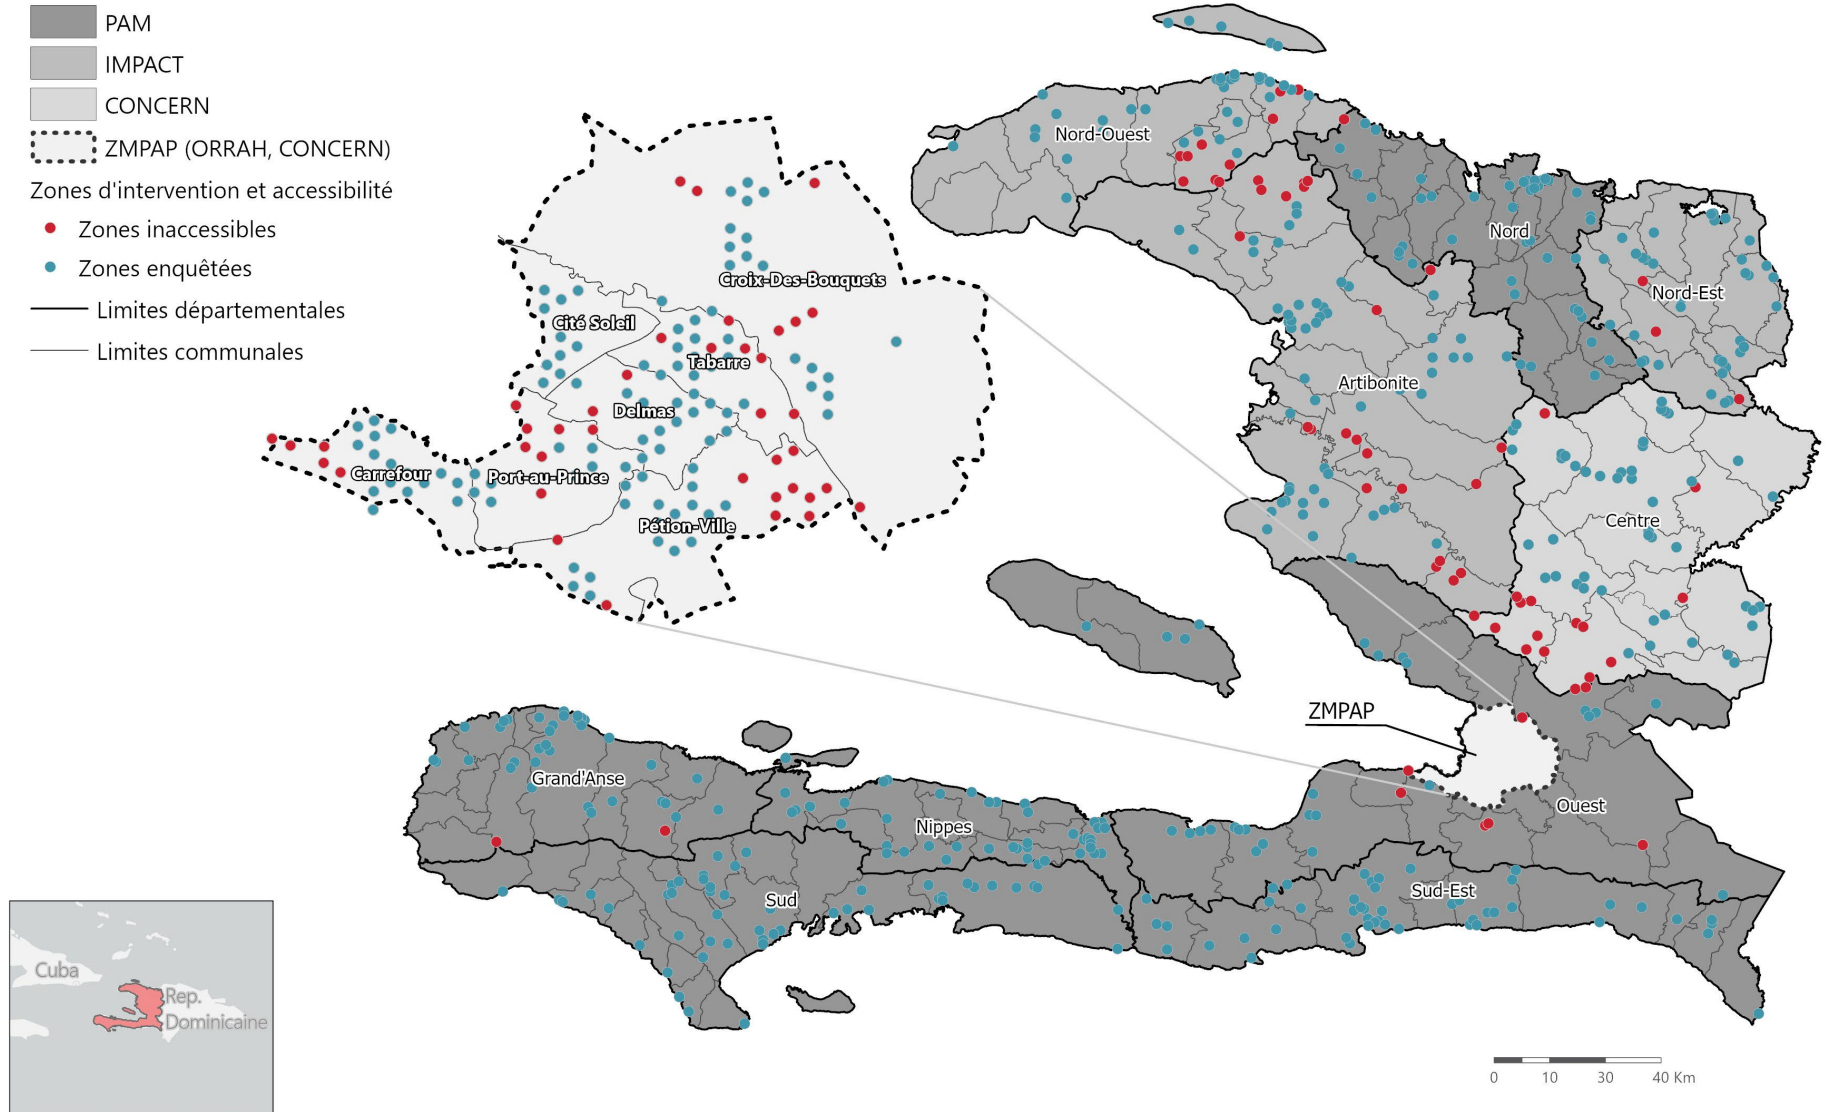 PAM
IMPACT
CONCERN
ZMPAP (ORRAH, CONCERN)
Zones d'intervention et accessibilité
Zones inaccessibles
Zones enquêtées
Limites départementales
Limites communales
Croix-Des-Bouquets
Cité Soleil
Tabarre
Delmas
Carrefour
Port-au-Prince
Pétion-Ville
Nord-Ouest
Nord
Nord-Est
Artibonite
Centre
ZMPAP
Ouest
Grand'Anse
Nippes
Sud
Sud-Est
Cuba
Rep.
Dominicaine
0 10 30 40 Km